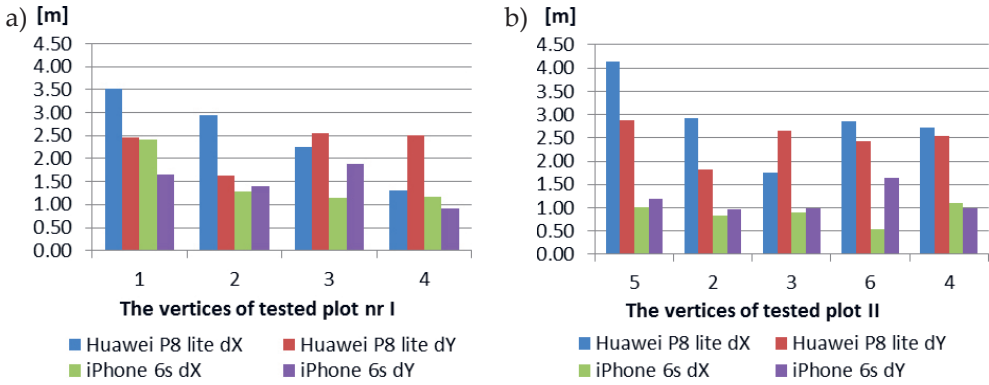 a) [m]
4.50
4.00
3.50
3.00
2.50
2.00
1.50
1.00
0.50
0.00
1 2 3 4
The vertices of tested plot nr I
Huawei P8 lite dX Huawei P8 lite dY
iPhone 6s dX iPhone 6s dY
b) [m]
4.50
4.00
3.50
3.00
2.50
2.00
1.50
1.00
0.50
0.00
5 2 3 6 4
The vertices of tested plot II
Huawei P8 lite dX Huawei P8 lite dY
iPhone 6s dX iPhone 6s dY